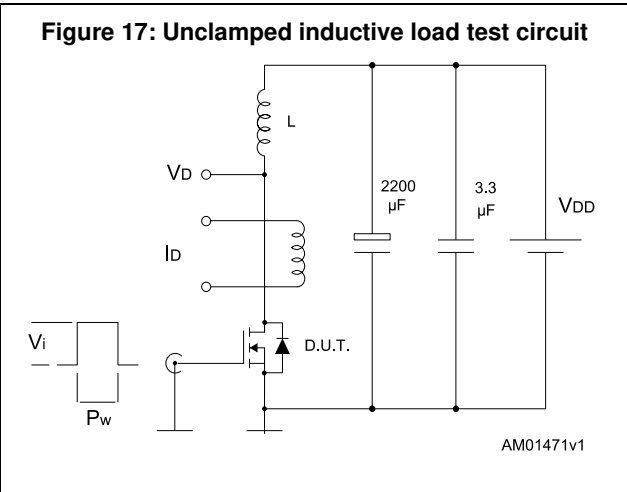 Figure 17: Unclamped inductive load test circuit
L
VD
2200
µF
3.3
µF
VDD
ID
Vi
D.U.T.
Pw
AM01471v1